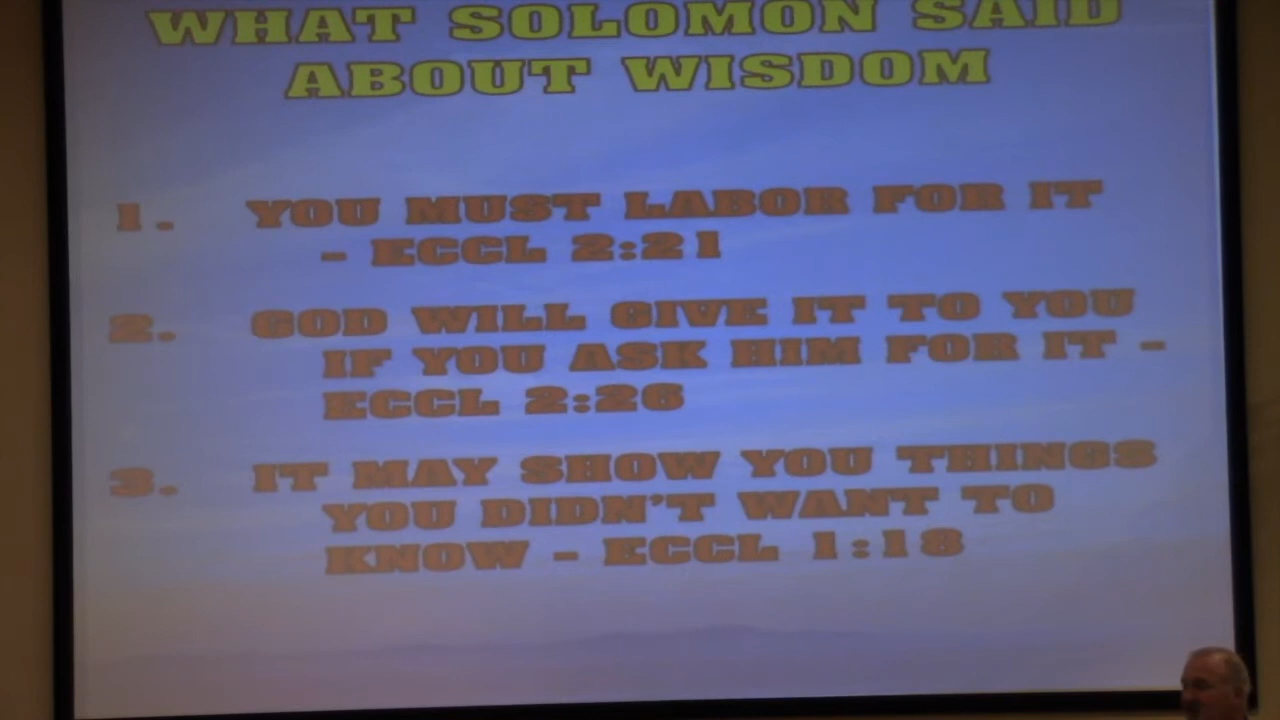 WHAT SOLOMON SAID
ABOUT WISDOM
1. YOU MUST LABOR FOR IT
- ECCL 2:21
2. GOD WILL GIVE IT TO YOU
IF YOU ASK HIM FOR IT -
ECCL 2:26
3. IT MAY SHOW YOU THINGS
YOU DIDN'T WANT TO
KNOW - ECCL 1:18